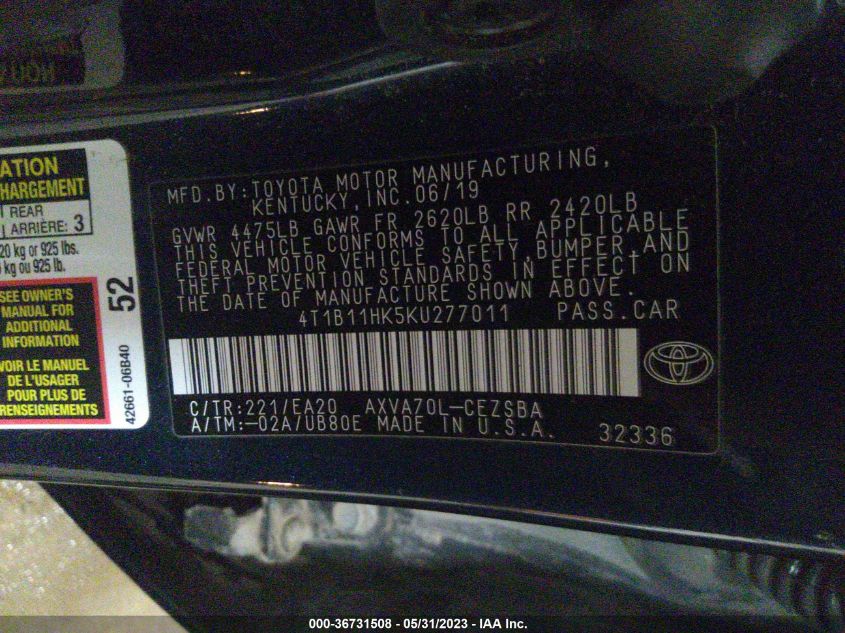 ATION
CHARGEMENT
REAR
ARRIÈRE: 3
20 kg or 925 lbs.
kg ou 925 lb.
SEE OWNER'S
MANUAL FOR
ADDITIONAL
INFORMATION
VOIR LE MANUEL
DE L'USAGER
POUR PLUS DE
RENSEIGNEMENTS
52
42661-06B40
MFD.BY:TOYOTA MOTOR MANUFACTURING,
KENTUCKY,INC.06/19
GVWR 4475LB GAWR FR 2620LB RR 2420LB
THIS VEHICLE CONFORMS TO ALL APPLICABLE
FEDERAL MOTOR VEHICLE SAFETY,BUMPER,AND
THEFT PREVENTION STANDARDS IN EFFECT ON
THE DATE OF MANUFACTURE SHOWN ABOVE.
4T1B11HK5KU277011 PASS.CAR
C/TR:221/EA20 AXVA70L-CEZSBA
A/TM:-02A/UB80E MADE IN U.S.A. 32336
000-36731508 - 05/31/2023 - IAA Inc.